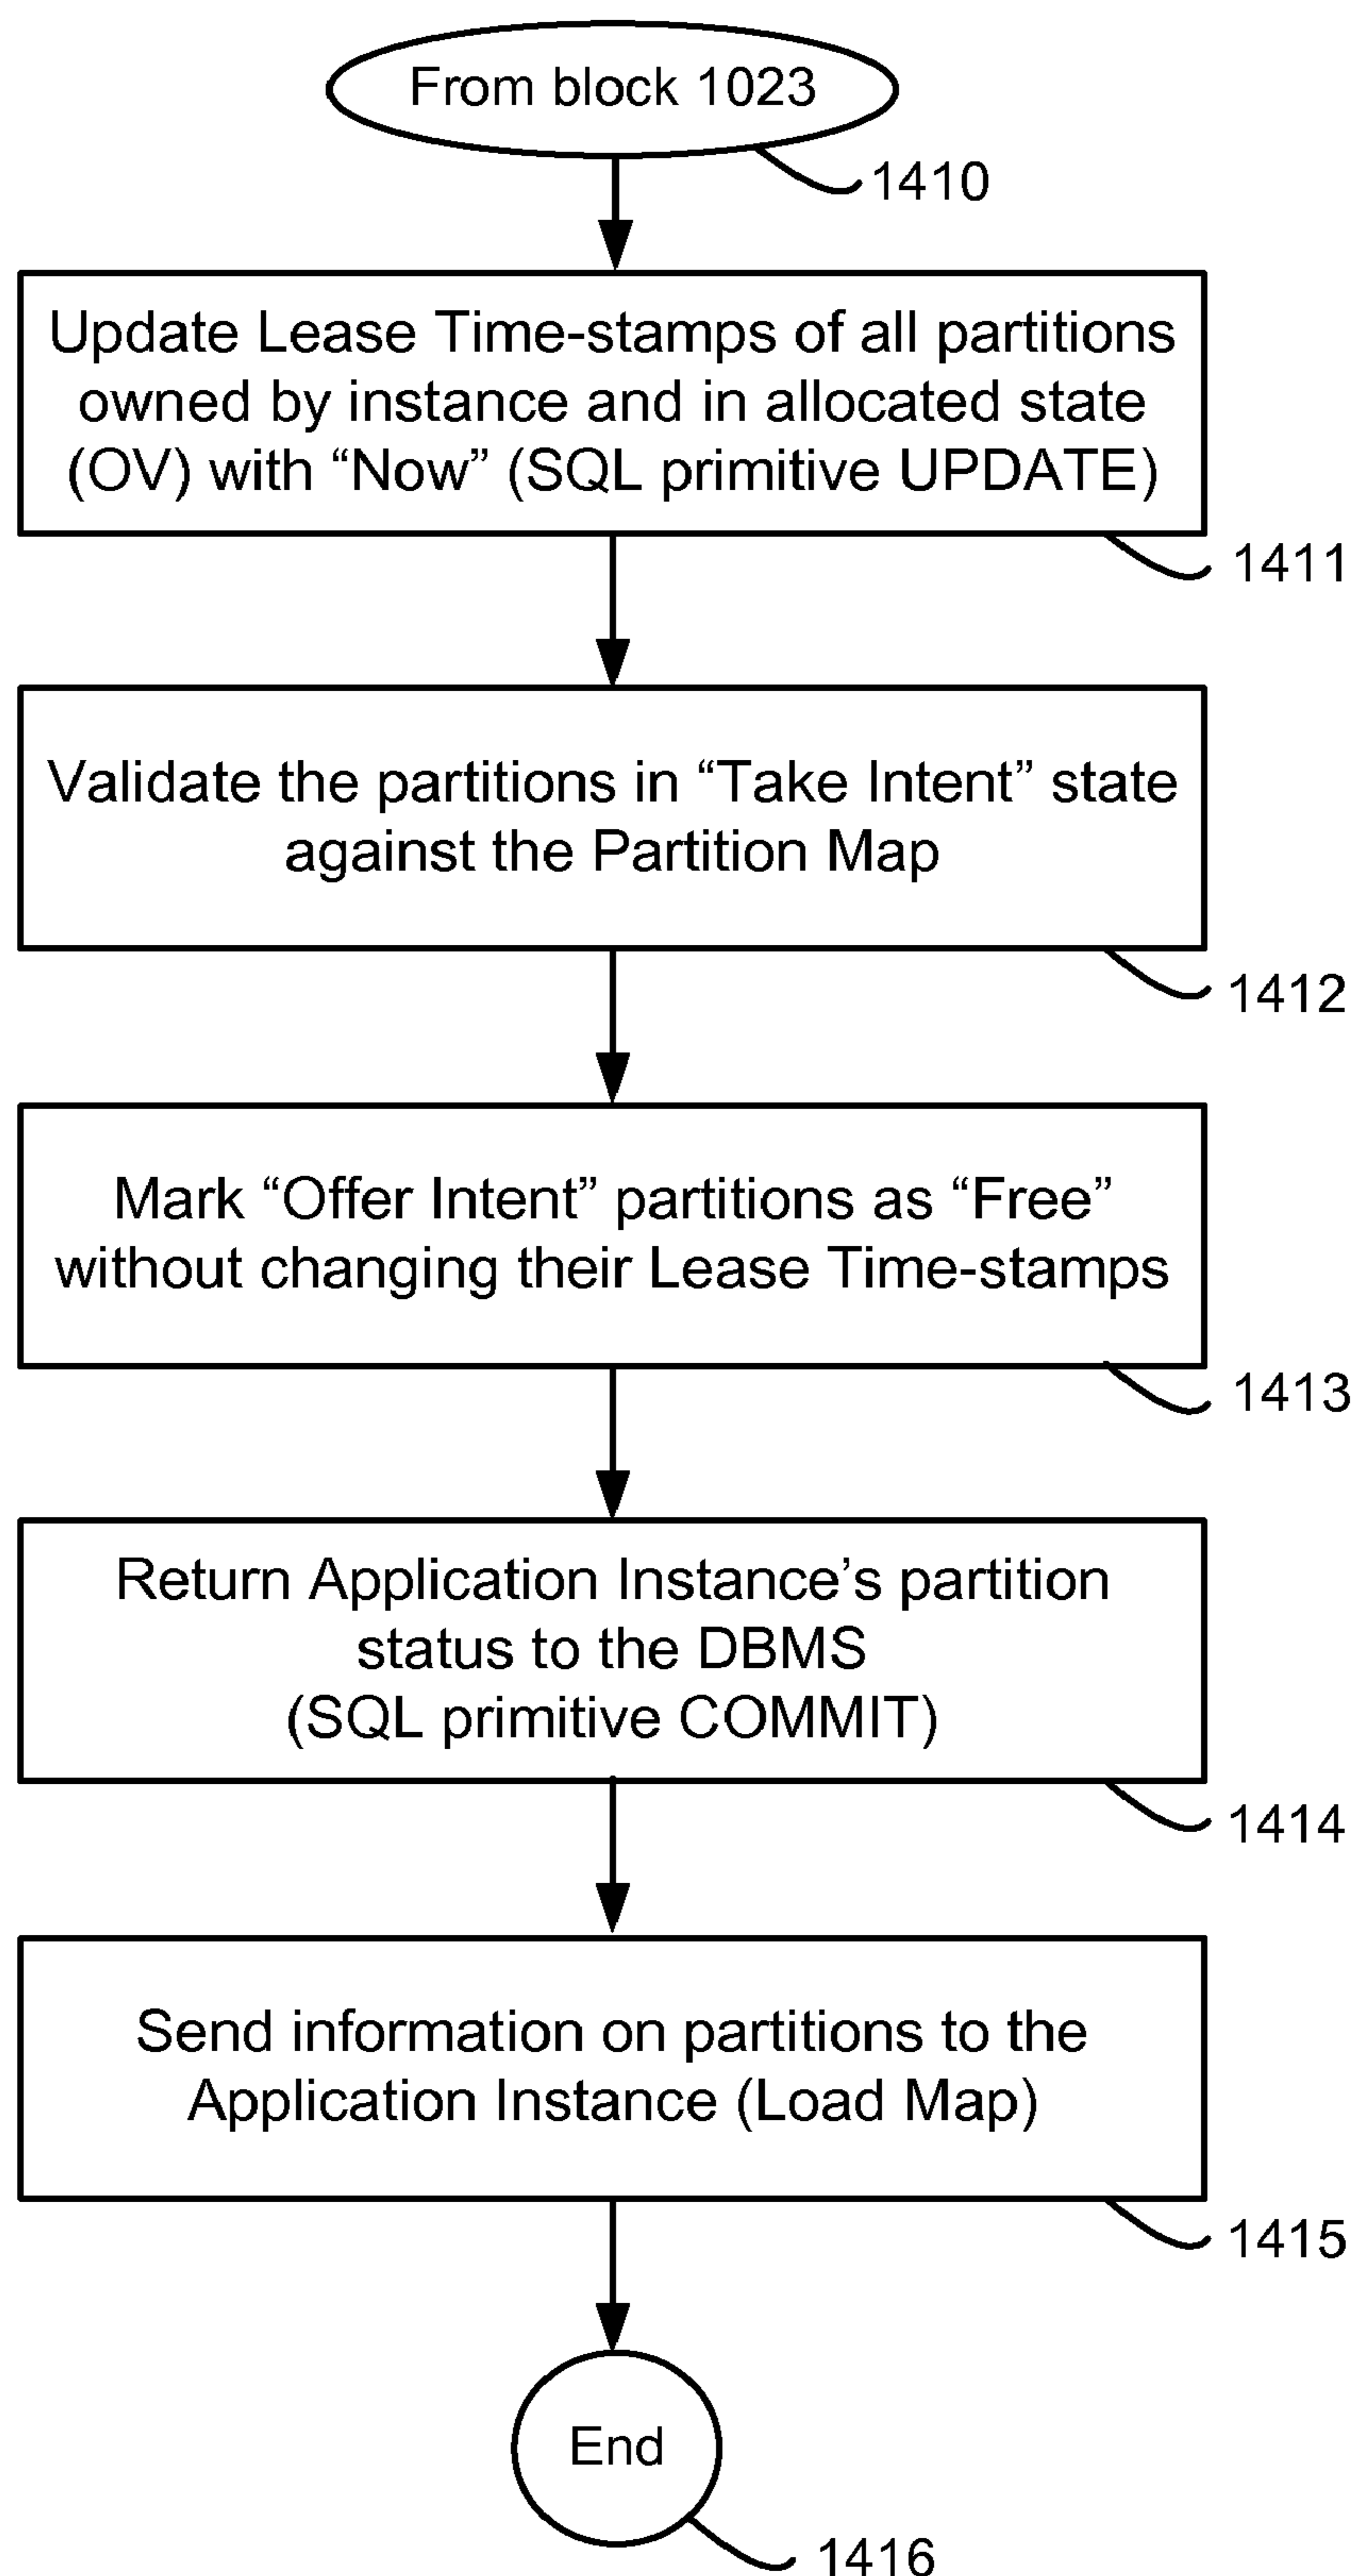 From block 1023
1410
Update Lease Time-stamps of all partitions
owned by instance and in allocated state
(OV) with “Now” (SQL primitive UPDATE)
1411
Validate the partitions in “Take Intent” state
against the Partition Map
1412
Mark “Offer Intent” partitions as “Free”
without changing their Lease Time-stamps
1413
Return Application Instance’s partition
status to the DBMS
(SQL primitive COMMIT)
1414
Send information on partitions to the
Application Instance (Load Map)
1415
End
1416